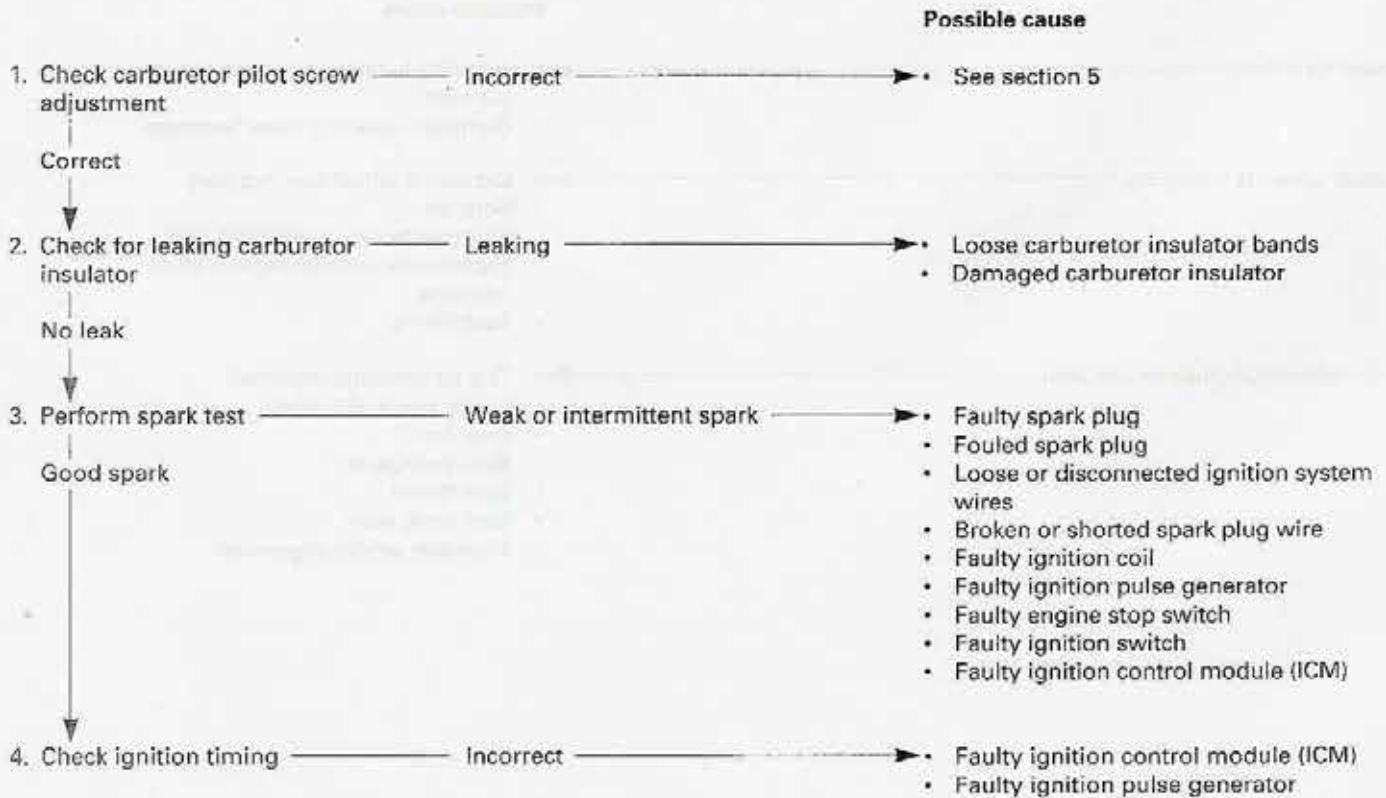 Possible cause
1. Check carburetor pilot screw adjustment
Incorrect
• See section 5
Correct
2. Check for leaking carburetor insulator
Leaking
• Loose carburetor insulator bands
• Damaged carburetor insulator
No leak
3. Perform spark test
Weak or intermittent spark
• Faulty spark plug
• Fouled spark plug
• Loose or disconnected ignition system
wires
• Broken or shorted spark plug wire
• Faulty ignition coil
• Faulty ignition pulse generator
• Faulty engine stop switch
• Faulty ignition switch
• Faulty ignition control module (ICM)
Good spark
4. Check ignition timing
Incorrect
• Faulty ignition control module (ICM)
• Faulty ignition pulse generator